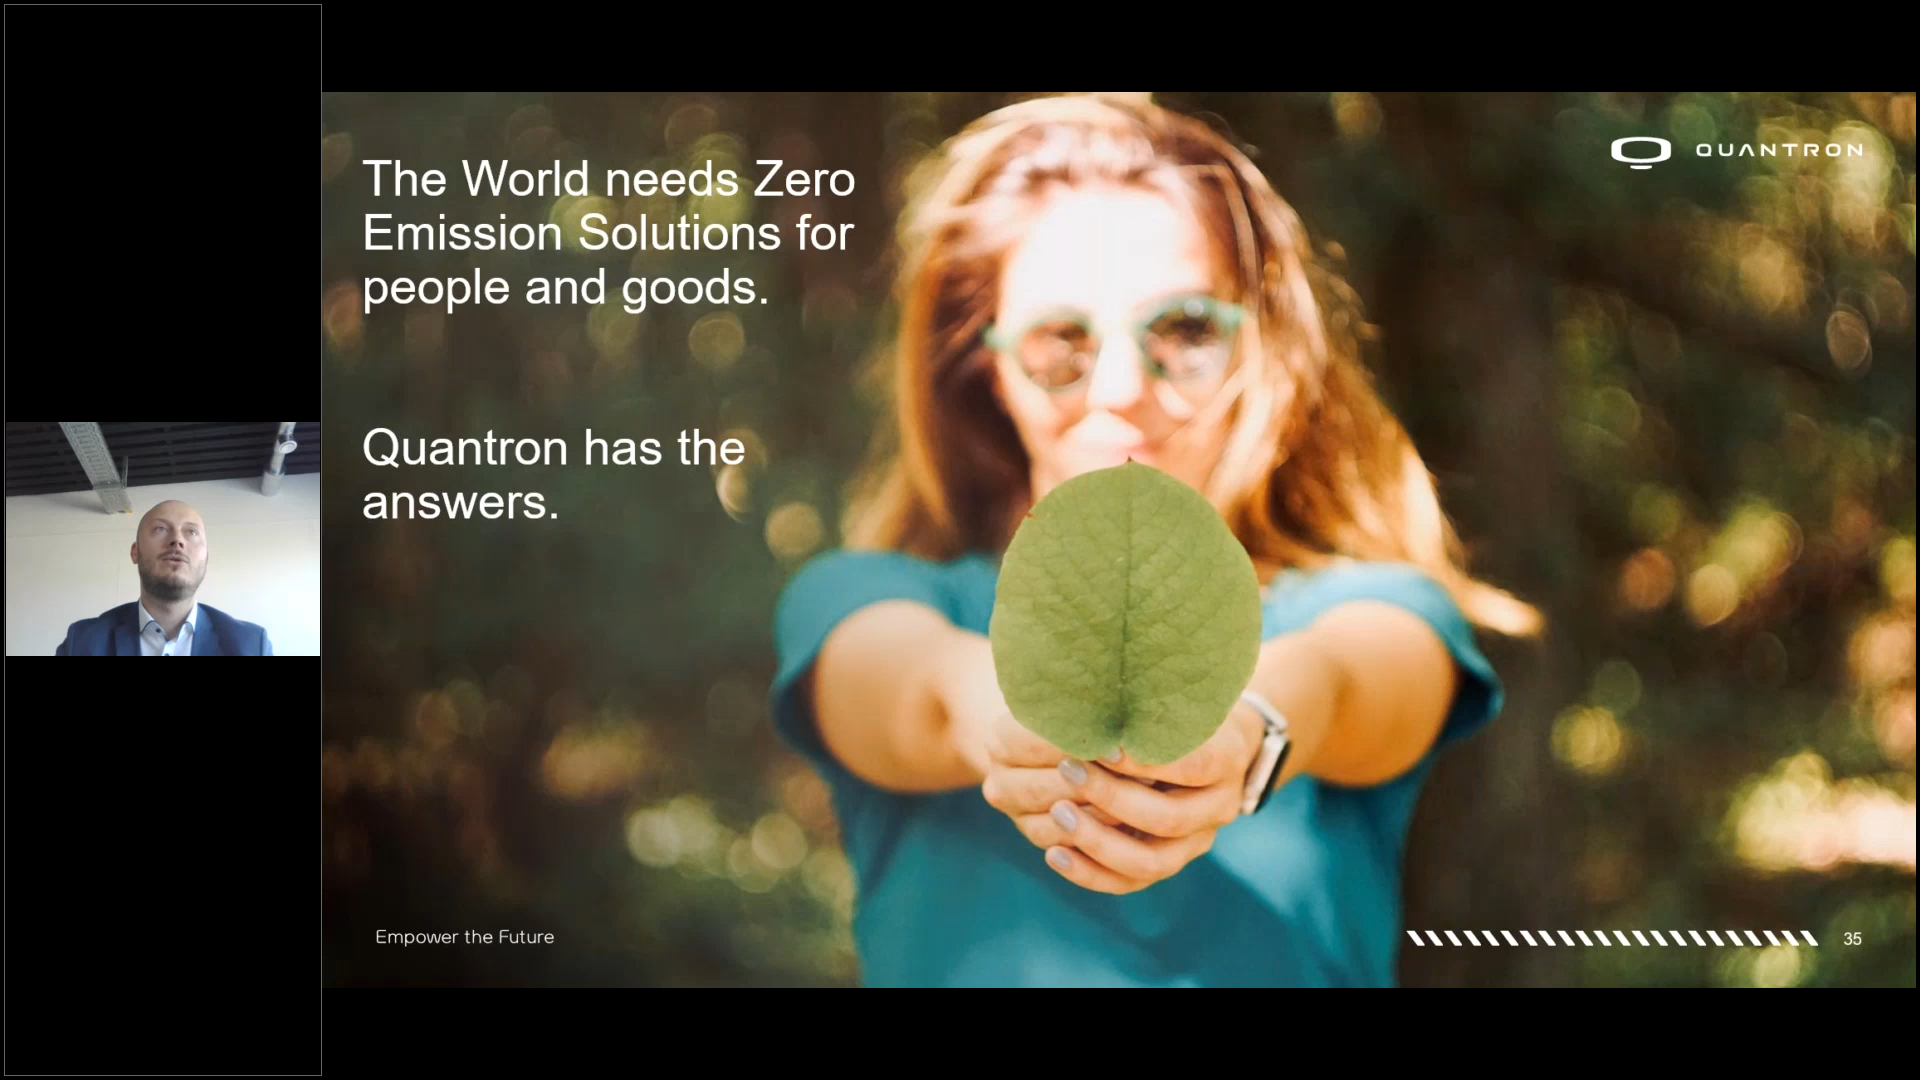 The World needs Zero
Emission Solutions for
people and goods.
Quantron has the
answers.
QUANTRON
Empower the Future
35